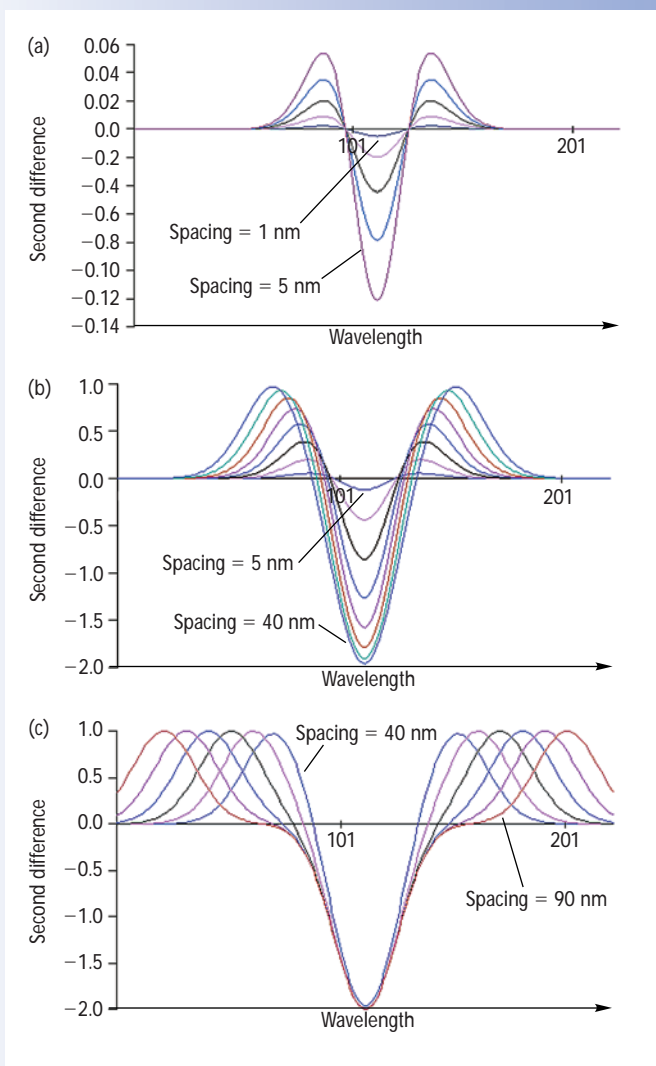 (a)
0.06
0.04
0.02
0.0
−0.2
−0.4
−0.6
−0.8
−0.10
−0.12
−0.14
Second difference
101
201
Spacing = 1 nm
Spacing = 5 nm
Wavelength
(b)
1.0
0.5
0.0
−0.5
−1.0
−1.5
−2.0
Second difference
101
201
Spacing = 5 nm
Spacing = 40 nm
Wavelength
(c)
1.0
0.5
0.0
−0.5
−1.0
−1.5
−2.0
Second difference
Spacing = 40 nm
101
201
Spacing = 90 nm
Wavelength